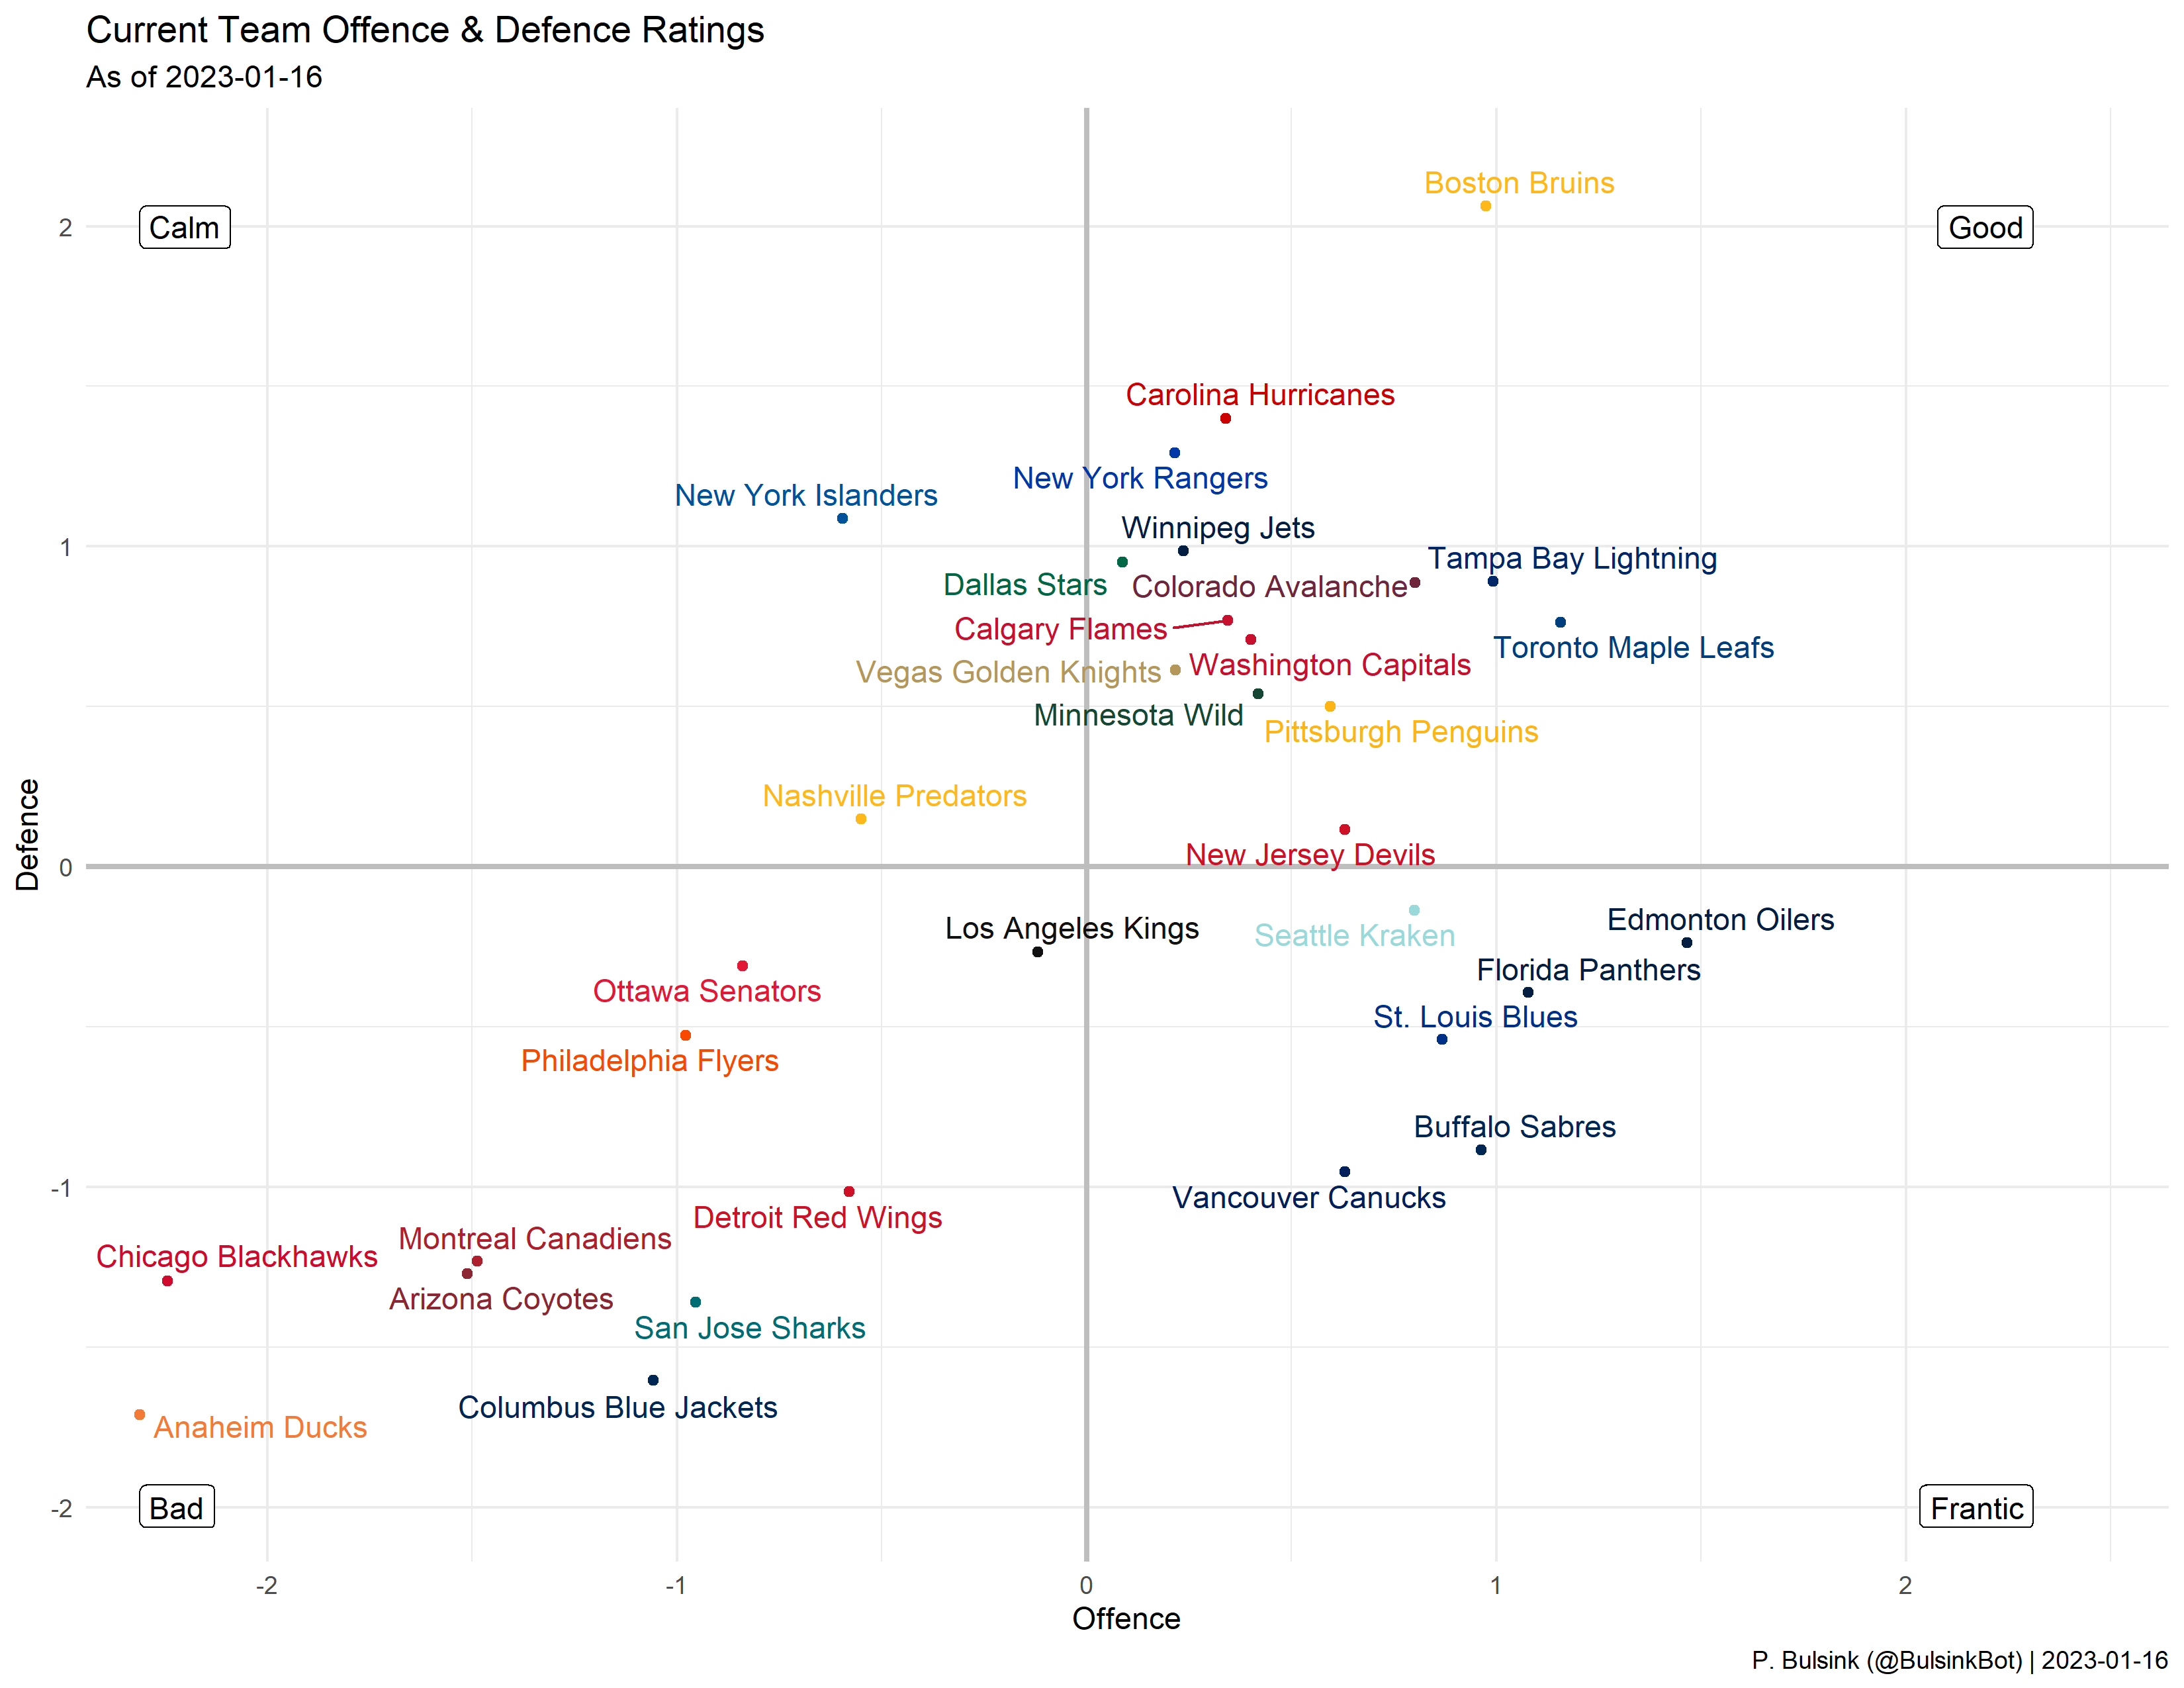 Current Team Offence & Defence Ratings
As of 2023-01-16
Boston Bruins
2
Calm
Good
Carolina Hurricanes
New York Rangers
New York Islanders
Winnipeg Jets
1
Tampa Bay Lightning
Dallas Stars
Colorado Avalanche
Calgary Flames
Toronto Maple Leafs
Washington Capitals
Vegas Golden Knights
Minnesota Wild
Pittsburgh Penguins
Nashville Predators
Defence
New Jersey Devils
0
Edmonton Oilers
Los Angeles Kings
Seattle Kraken
Florida Panthers
Ottawa Senators
St. Louis Blues
Philadelphia Flyers
Buffalo Sabres
-1
Vancouver Canucks
Detroit Red Wings
Montreal Canadiens
Chicago Blackhawks
Arizona Coyotes
San Jose Sharks
Columbus Blue Jackets
Anaheim Ducks
-2
Bad
Frantic
-2 -1 0 1 2
Offence
P. Bulsink (@BulsinkBot) | 2023-01-16